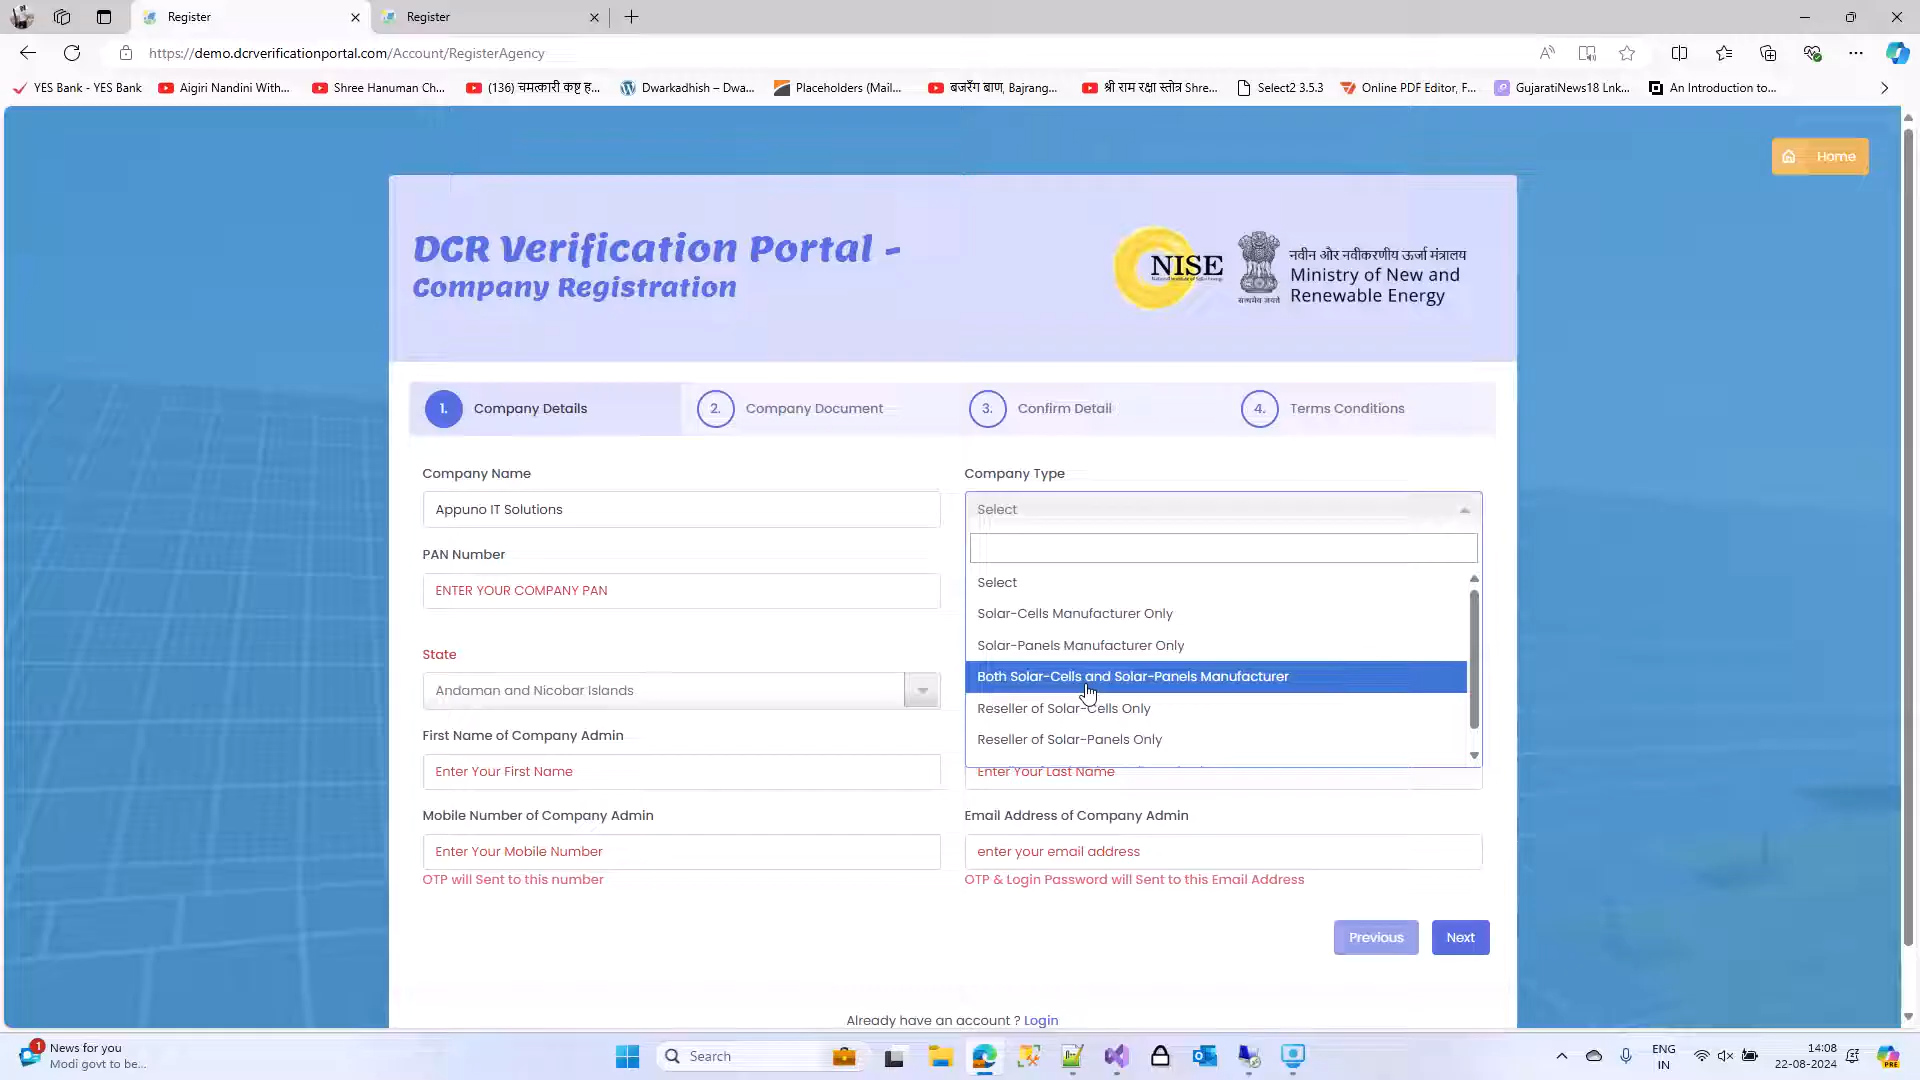 Register
Register
https://demo.dcrverificationportal.com/Account/RegisterAgency
YES Bank - YES Bank
Aigiri Nandini With...
Shree Hanuman Ch...
(136) चमत्कारी कष्ट ह...
Dwarkadhish – Dwa...
Placeholders (Mail...
बजरँग बाण, Bajrang...
श्री राम रक्षा स्तोत्र Shre...
Select2 3.5.3
Online PDF Editor, F...
GujaratiNews18 Lnk...
An Introduction to...
Home
DCR Verification Portal -
Company Registration
NISE
सत्यमेव जयते
नवीन और नवीकरणीय ऊर्जा मंत्रालय
Ministry of New and
Renewable Energy
1. Company Details
2. Company Document
3. Confirm Detail
4. Terms Conditions
Company Name
Company Type
Appuno IT Solutions
Select
PAN Number
ENTER YOUR COMPANY PAN
Select
Solar-Cells Manufacturer Only
Solar-Panels Manufacturer Only
Both Solar-Cells and Solar-Panels Manufacturer
Reseller of Solar-Cells Only
Reseller of Solar-Panels Only
State
Andaman and Nicobar Islands
First Name of Company Admin
Enter Your First Name
Enter Your Last Name
Mobile Number of Company Admin
Email Address of Company Admin
Enter Your Mobile Number
enter your email address
OTP will Sent to this number
OTP & Login Password will Sent to this Email Address
Previous
Next
Already have an account ? Login
1
News for you
Modi govt to be...
Search
ENG
IN
14:08
22-08-2024
PRE